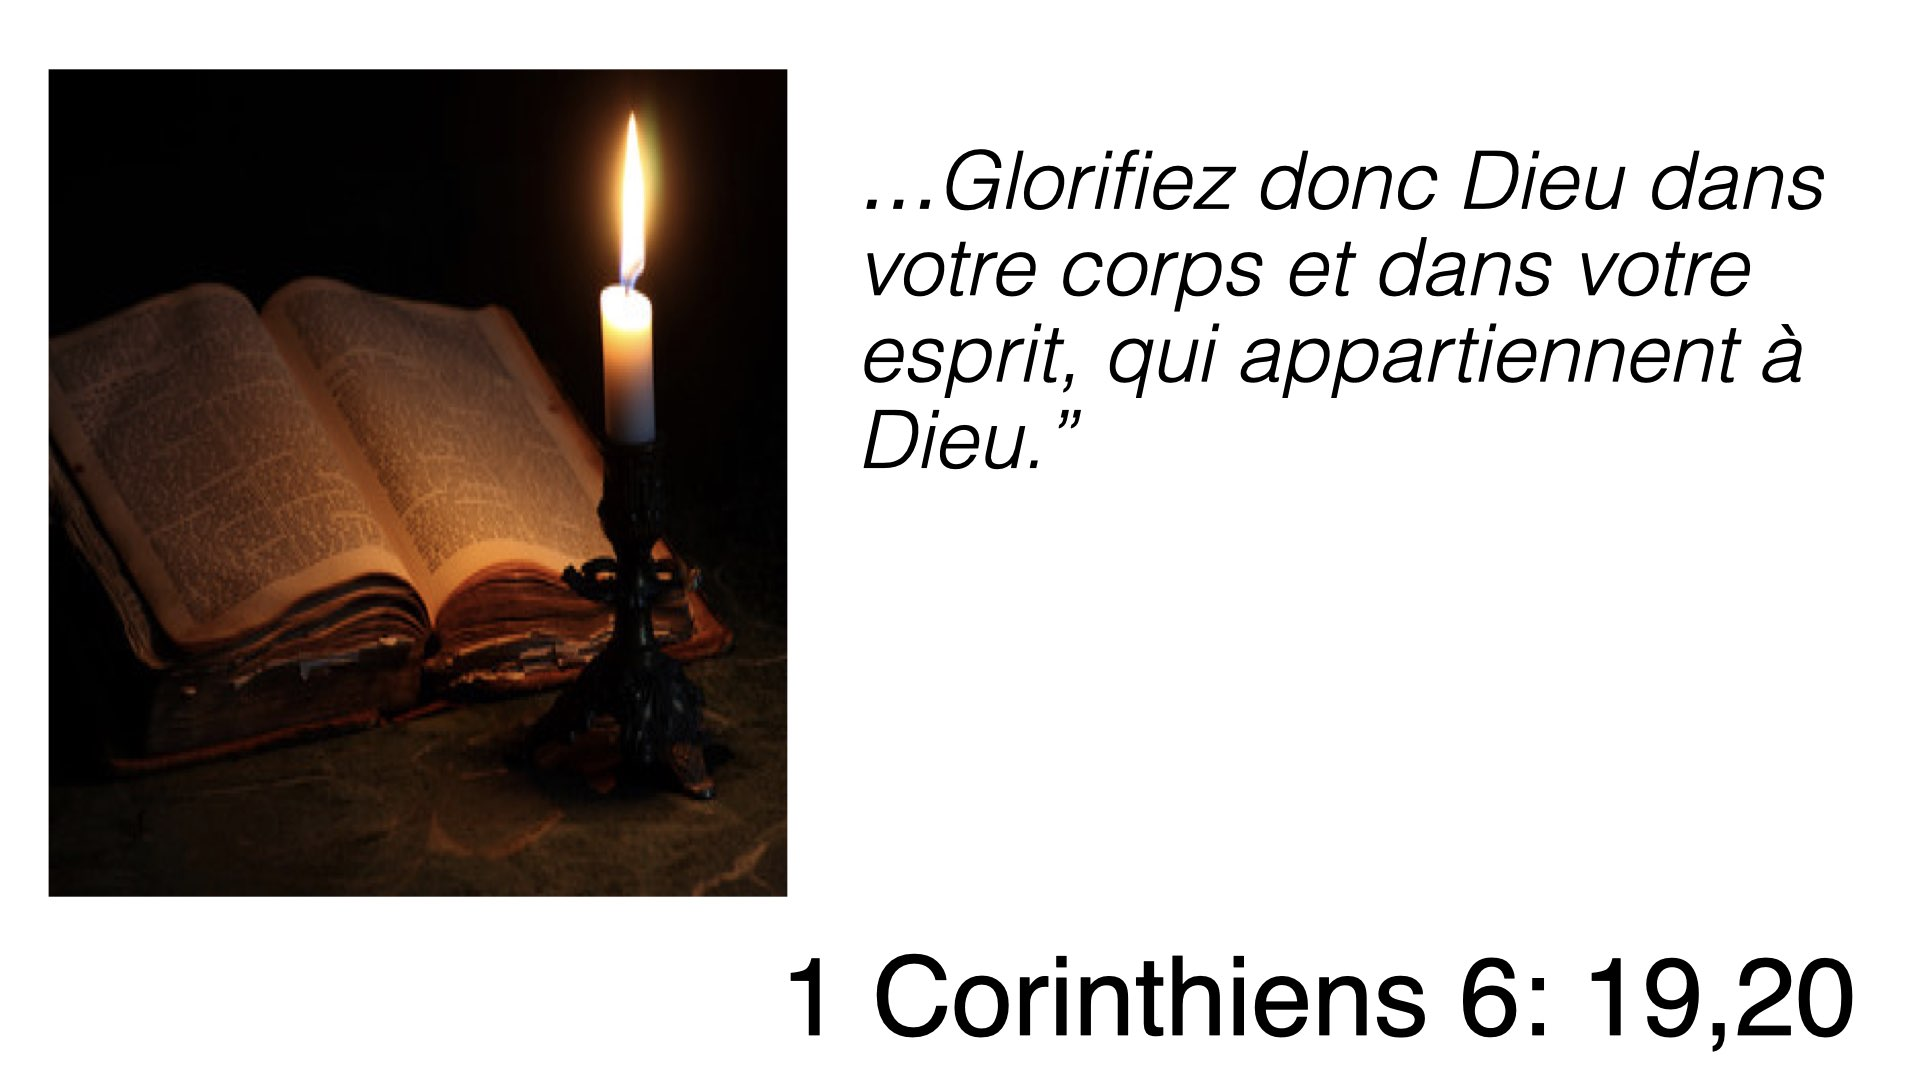 …Glorifiez donc Dieu dans
votre corps et dans votre
esprit, qui appartiennent à
Dieu.”
1 Corinthiens 6: 19,20